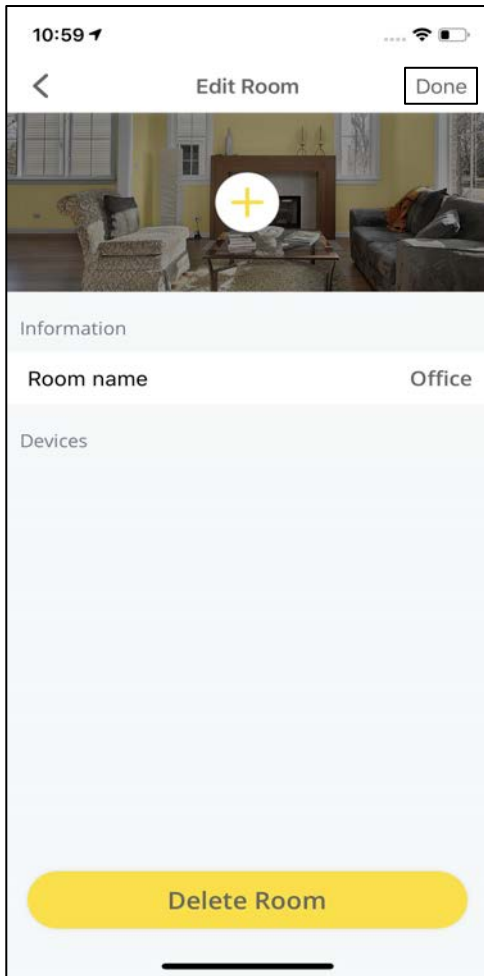 10:59
Edit Room
Done
Information
Room name
Office
Devices
Delete Room